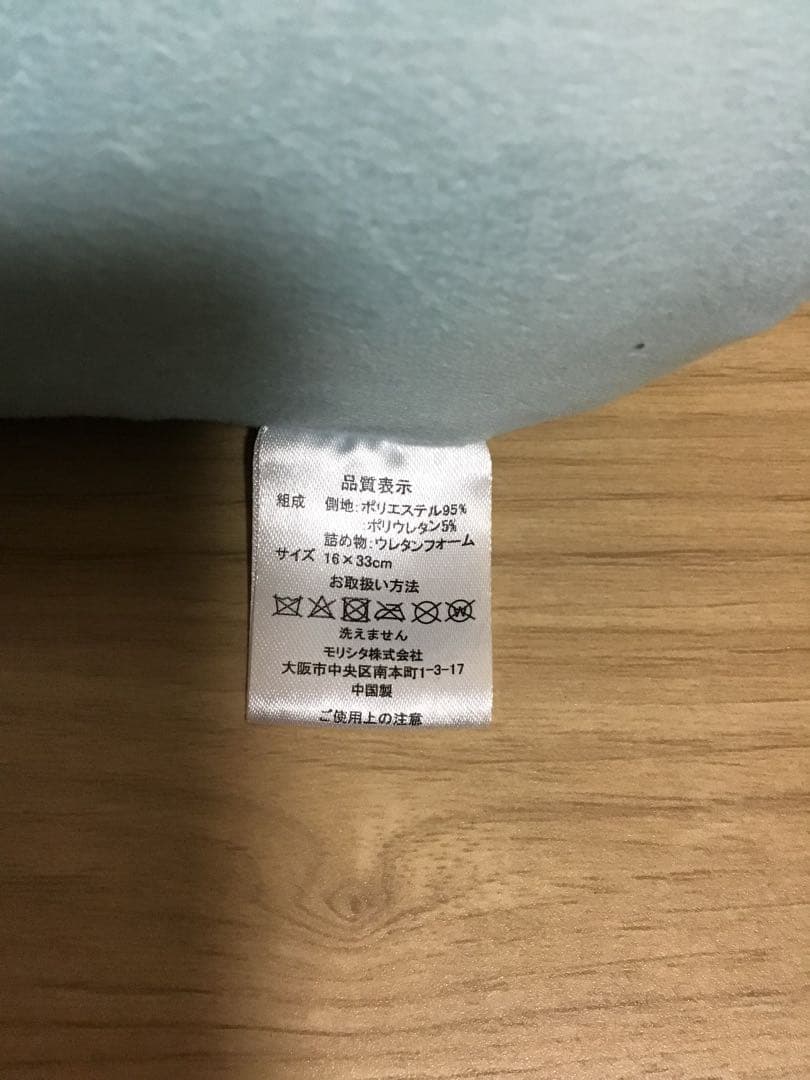 品質表示
組成 側地:ポリエステル95%
:ポリウレタン5%
詰め物:ウレタンフォーム
サイズ 16×33cm
お取扱い方法
洗えません
モリシタ株式会社
大阪市中央区南本町1-3-17
中国製
ご使用上の注意